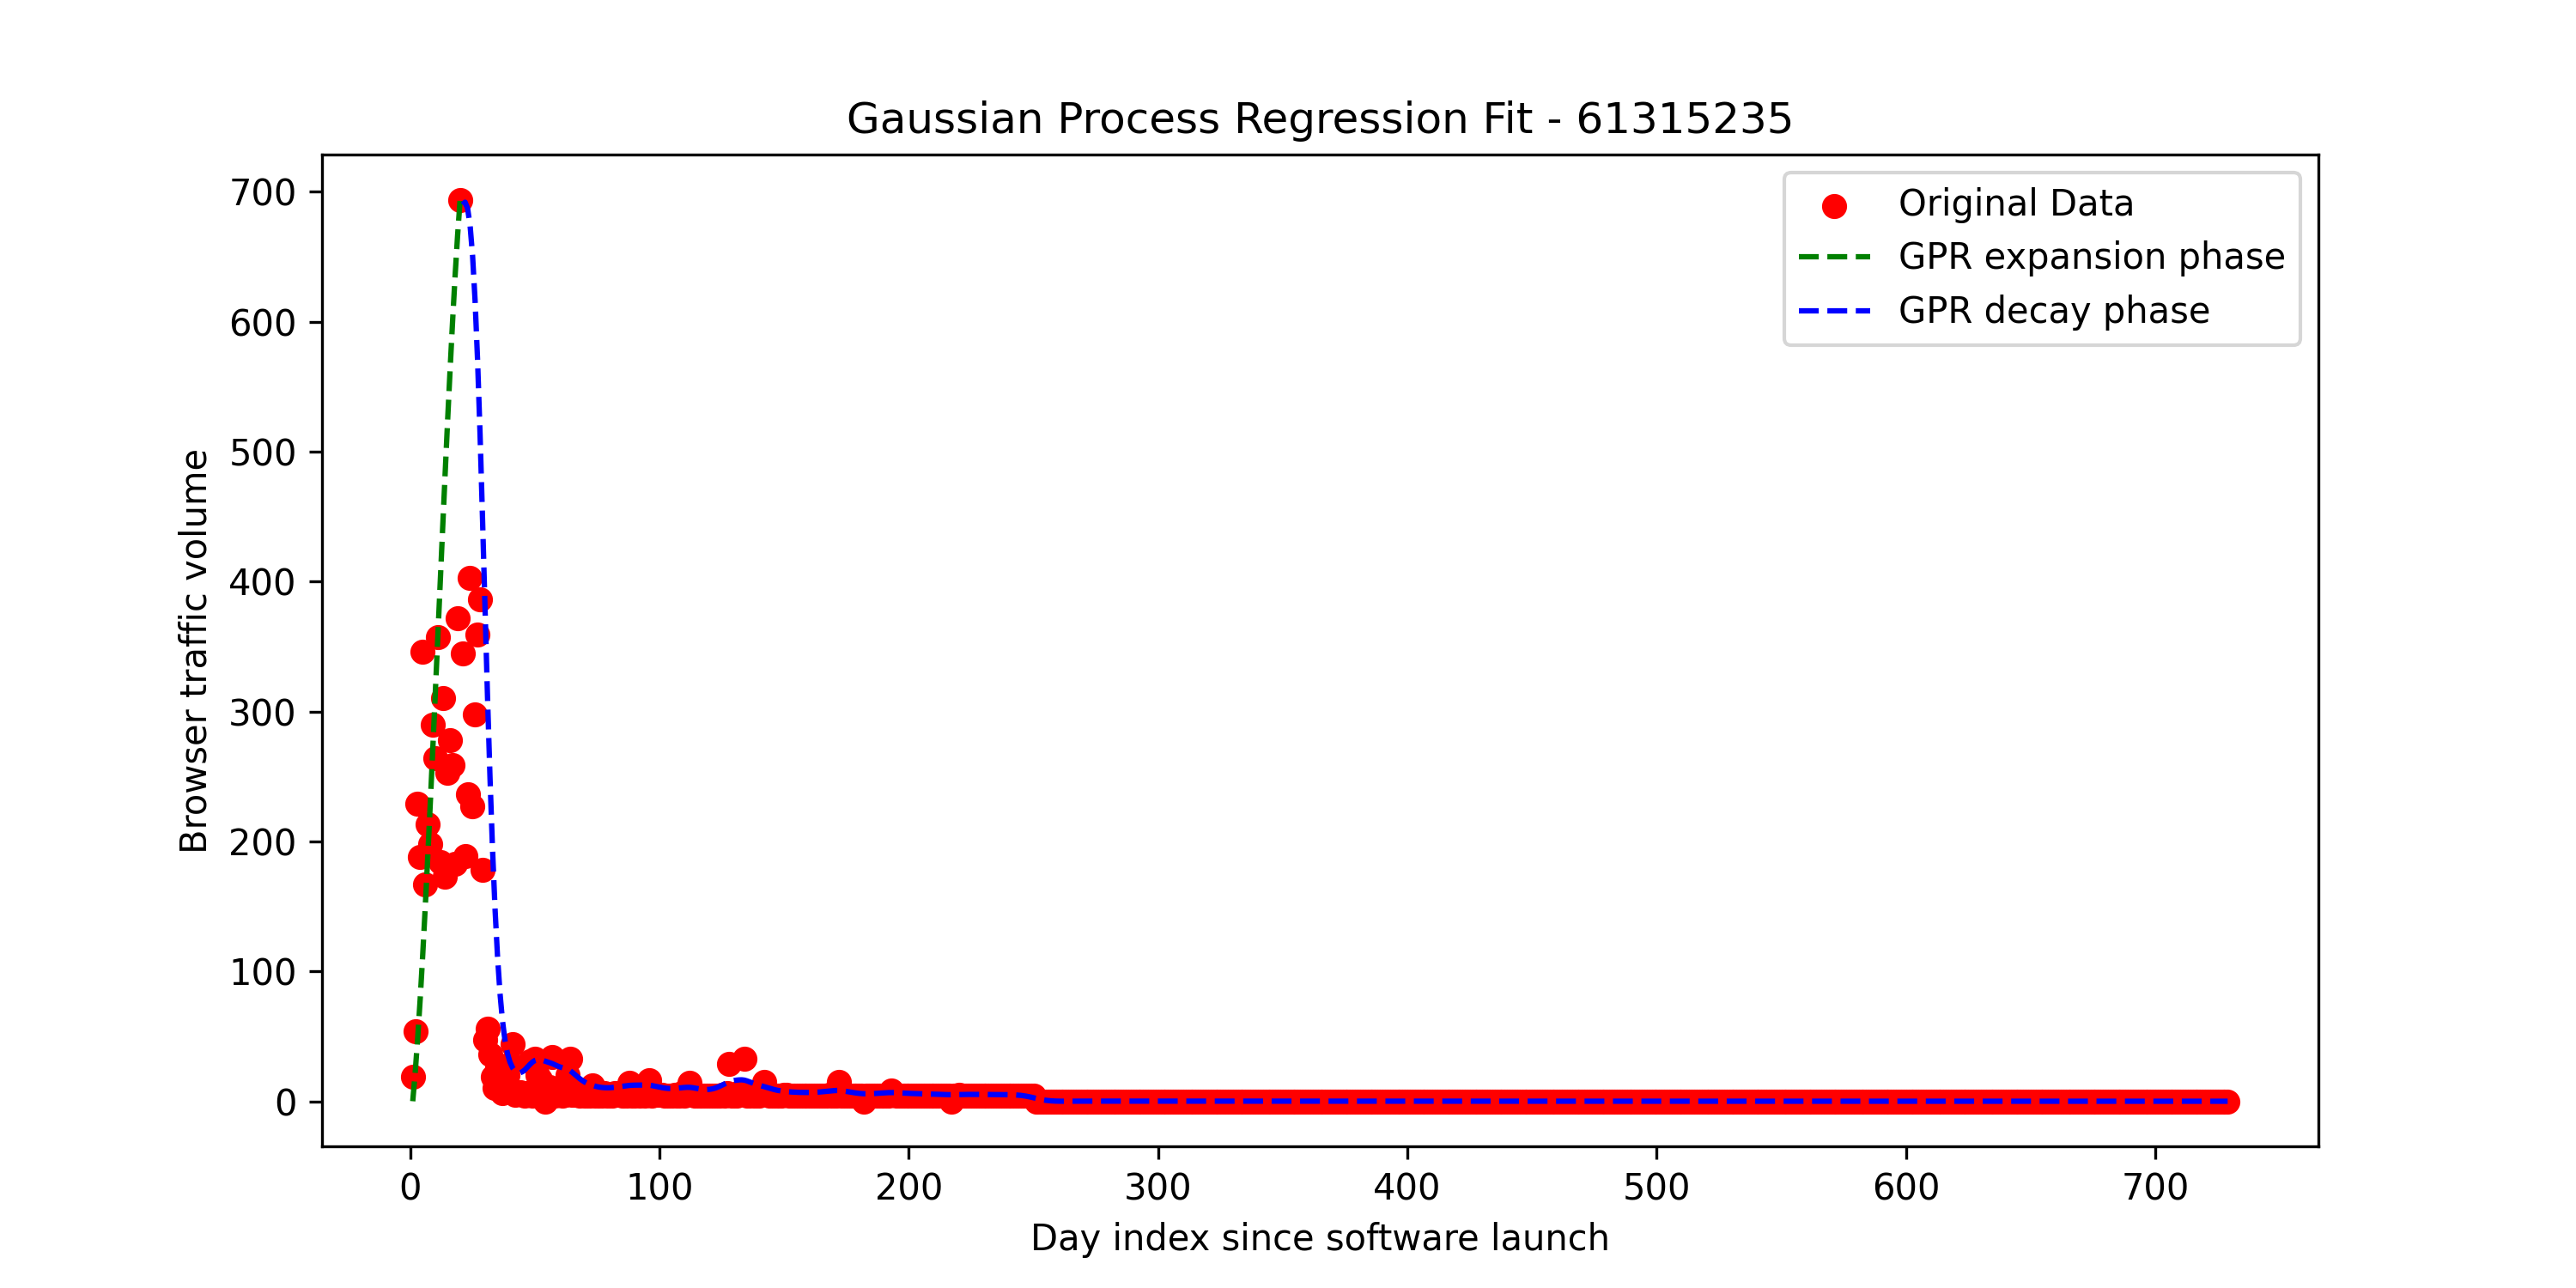 Gaussian Process Regression Fit - 61315235
Original Data
GPR expansion phase
GPR decay phase
Browser traffic volume
700
600
500
400
300
200
100
0
0 100 200 300 400 500 600 700
Day index since software launch